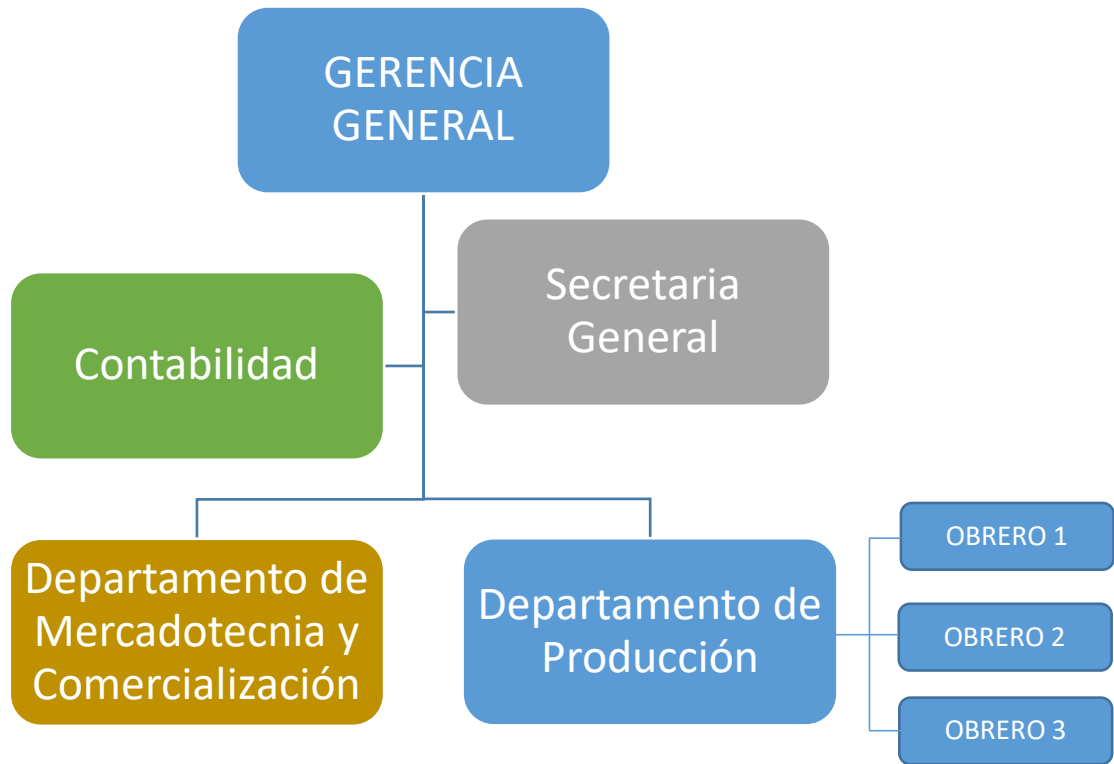 GERENCIA
GENERAL
Secretaria
General
Contabilidad
Departamento de
Mercadotecnia y
Comercialización
Departamento de
Producción
OBRERO 1
OBRERO 2
OBRERO 3